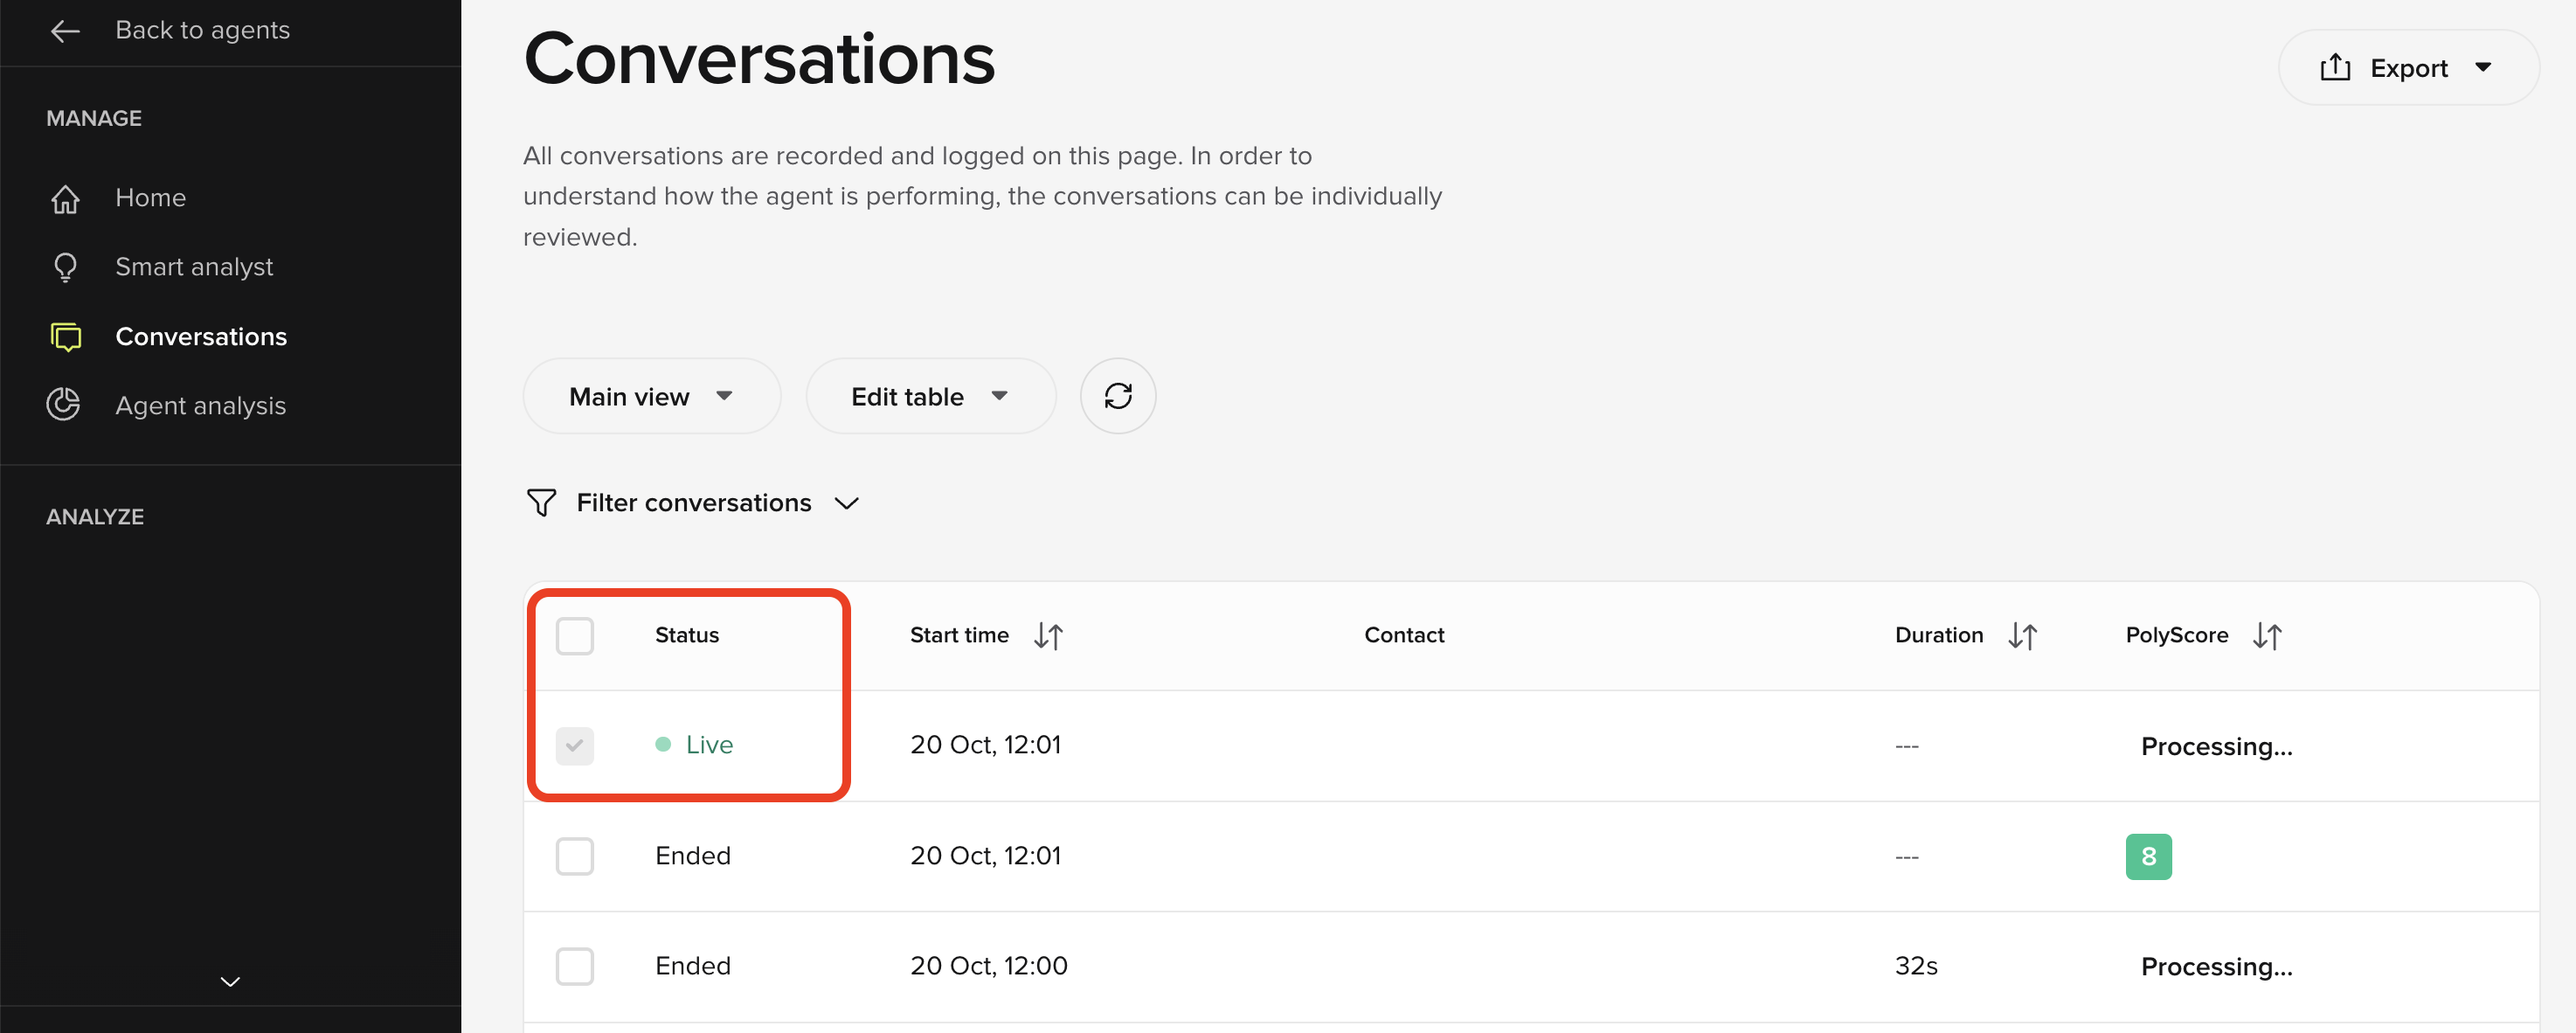 Back to agents
MANAGE
Home
Smart analyst
Conversations
Agent analysis
ANALYZE
Conversations
Export
All conversations are recorded and logged on this page. In order to
understand how the agent is performing, the conversations can be individually
reviewed.
Main view
Edit table
Filter conversations
Status Start time Contact Duration PolyScore
Live 20 Oct, 12:01 --- Processing...
Ended 20 Oct, 12:01 --- 8
Ended 20 Oct, 12:00 32s Processing...